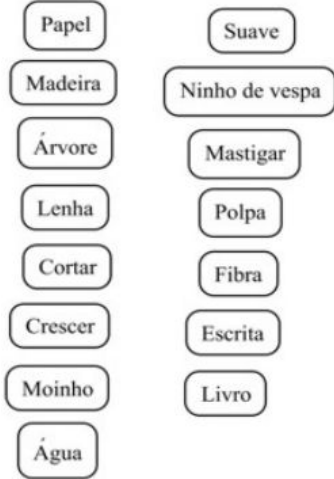 Papel
Madeira
Árvore
Lenha
Cortar
Crescer
Moinho
Água
Suave
Ninho de vespa
Mastigar
Polpa
Fibra
Escrita
Livro